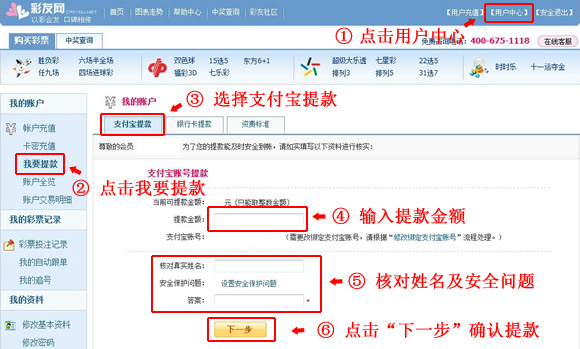 彩友网
CAIYOU.NET
以彩会友 口碑相传
首页 图表走势 帮助中心 中奖查询 彩友社区
【用户充值】 【用户中心】 【安全退出】
① 点击用户中心
购买彩票 中奖查询
免费咨询电话:400-675-1118 在线客服
胜负彩 六场半全场
任九场 四场进球彩
双色球 15选5 东方6+1
福彩3D 七乐彩
超级大乐透 七星彩 22选5
排列3 排列5 31选7
时时乐 十一运夺金
我的账户
帐户充值
卡密充值
我要提款
② 点击我要提款
账户全览
账户交易明细
我的彩票记录
彩票投注记录
我的自动跟单
我的追号
我的资料
修改基本资料
修改密码
我的账户
③ 选择支付宝提款
支付宝提款 银行卡提款 资费标准
尊敬的会员 为了您的提款能及时安全到帐，请如实填写以下资料进行核实：
支付宝账号提款
当前可提款金额: 元（只能取整数金额）
提款金额:
④ 输入提款金额
支付宝账号: （需更改绑定支付宝账号，请根据“修改绑定支付宝账号”流程处理。）
核对真实姓名:
安全保护问题: 设置安全保护问题
答案: *
⑤ 核对姓名及安全问题
下一步
⑥ 点击“下一步”确认提款